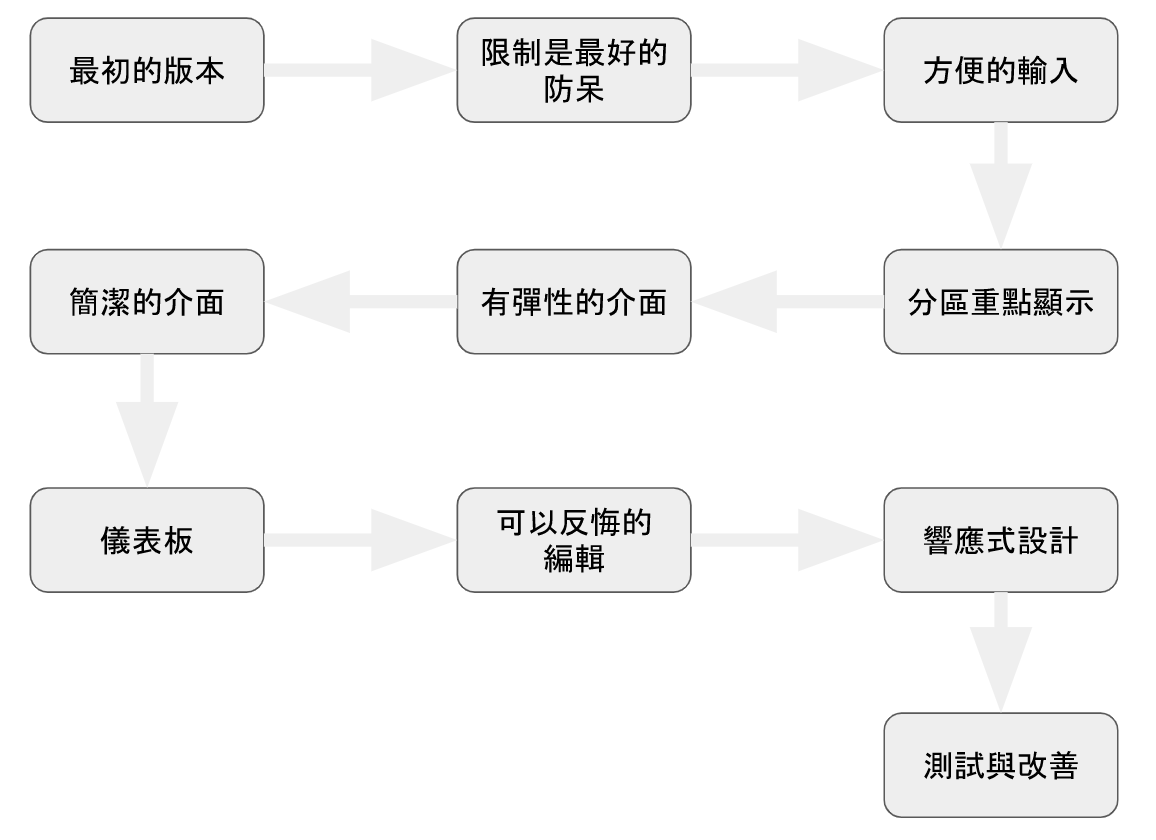 最初的版本
限制是最好的
防呆
方便的輸入
分區重點顯示
有彈性的介面
簡潔的介面
儀表板
可以反悔的
編輯
響應式設計
測試與改善